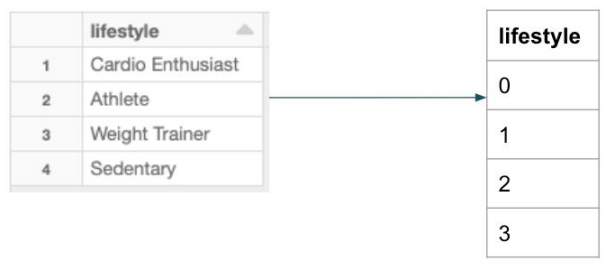 lifestyle
1 Cardio Enthusiast
2 Athlete
3 Weight Trainer
4 Sedentary
lifestyle
0
1
2
3